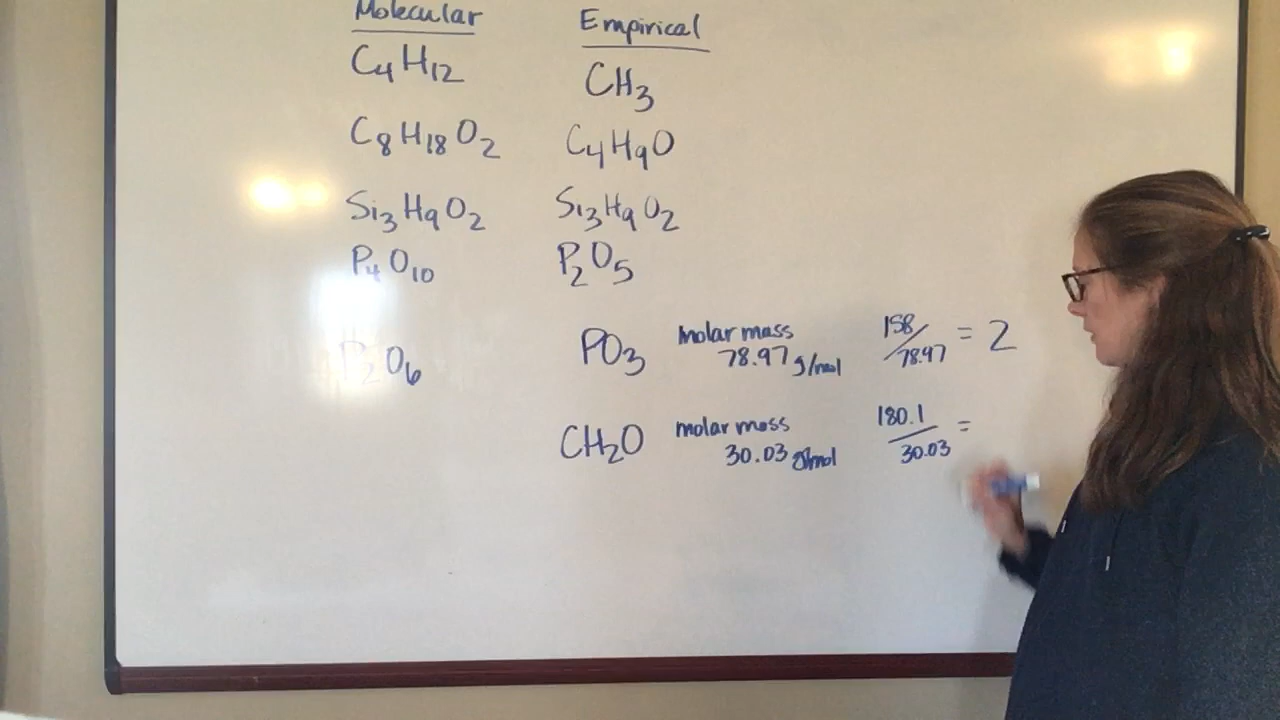 Molecular Empirical
C4H12 CH3
C8H18O2 C4H9O
Si3H9O2 Si3H9O2
P4O10 P2O5
P2O6 PO3 molar mass 78.97 g/mol 158/78.97 = 2
CH2O molar mass 30.03 g/mol 180.1/30.03 =